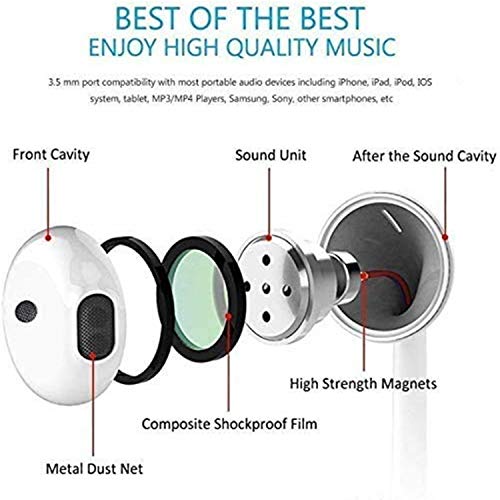 BEST OF THE BEST
ENJOY HIGH QUALITY MUSIC
3.5 mm port compatibility with most portable audio devices including iPhone, iPad, iPod, IOS
system, tablet, MP3/MP4 Players, Samsung, Sony, other smartphones, etc
Front Cavity
Sound Unit
After the Sound Cavity
High Strength Magnets
Composite Shockproof Film
Metal Dust Net